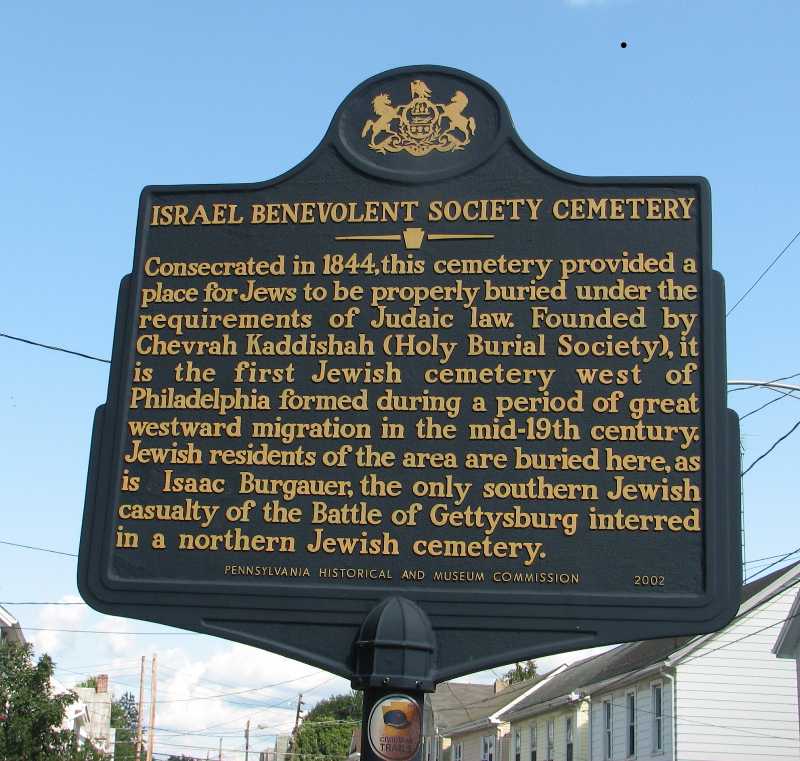 ISRAEL BENEVOLENT SOCIETY CEMETERY
Consecrated in 1844, this cemetery provided a
place for Jews to be properly buried under the
requirements of Judaic law. Founded by
Chevrah Kaddishah (Holy Burial Society), it
is the first Jewish cemetery west of
Philadelphia formed during a period of great
westward migration in the mid-19th century.
Jewish residents of the area are buried here, as
is Isaac Burgauer, the only southern Jewish
casualty of the Battle of Gettysburg interred
in a northern Jewish cemetery.
PENNSYLVANIA HISTORICAL AND MUSEUM COMMISSION 2002
CIVIL WAR
TRAILS